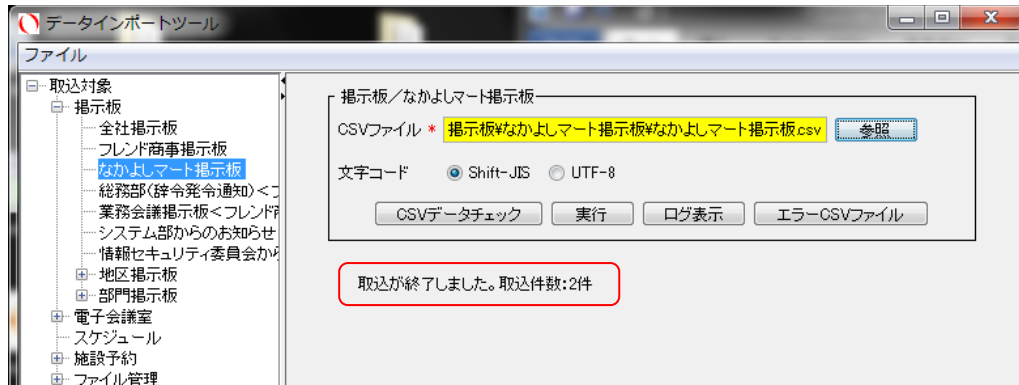 データインポートツール
ファイル
取込対象
掲示板
全社掲示板
フレンド商事掲示板
なかよしマート掲示板
総務部(辞令発令通知)<フ
業務会議掲示板<フレンド
システム部からのお知らせ
情報セキュリティ委員会か
地区掲示板
部門掲示板
電子会議室
スケジュール
施設予約
ファイル管理
掲示板/なかよしマート掲示板
CSVファイル * 掲示板¥なかよしマート掲示板¥なかよしマート掲示板.csv 参照
文字コード Shift-JIS UTF-8
CSVデータチェック 実行 ログ表示 エラーCSVファイル
取込が終了しました。取込件数:2件